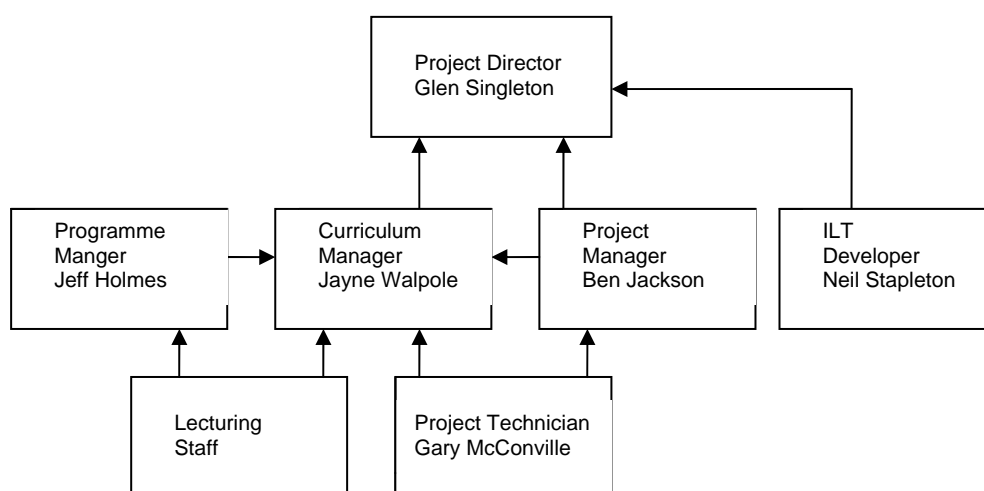 Project Director
Glen Singleton
Programme
Manger
Jeff Holmes
Curriculum
Manager
Jayne Walpole
Project
Manager
Ben Jackson
ILT
Developer
Neil Stapleton
Lecturing
Staff
Project Technician
Gary McConville